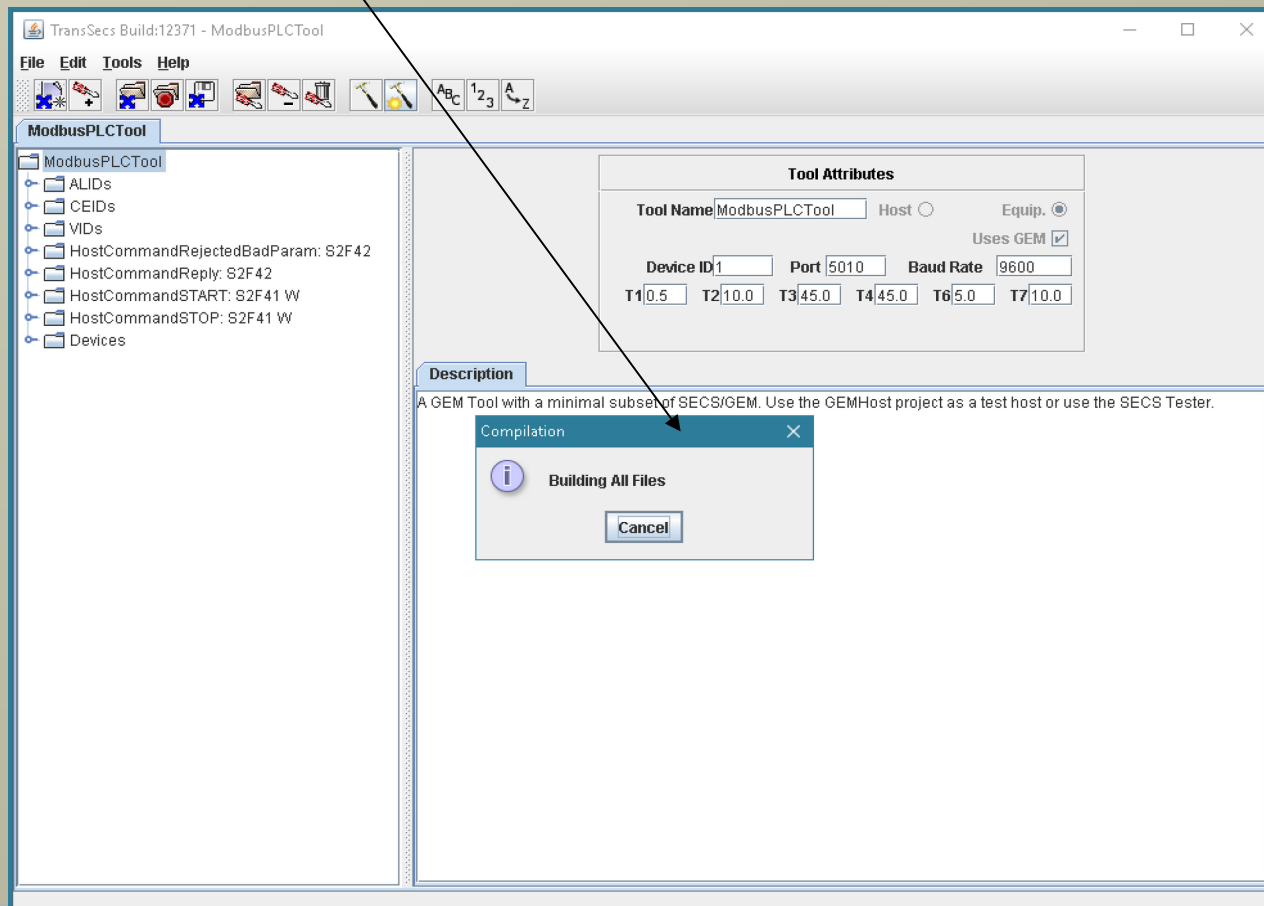 TransSecs Build:12371 - ModbusPLCTool
File Edit Tools Help
ABC 123 A Z
ModbusPLCTool
ModbusPLCTool
ALIDs
CEIDs
VIDs
HostCommandRejectedBadParam: S2F42
HostCommandReply: S2F42
HostCommandSTART: S2F41 W
HostCommandSTOP: S2F41 W
Devices
Tool Attributes
Tool Name ModbusPLCTool Host Equip.
Uses GEM
Device ID 1 Port 5010 Baud Rate 9600
T1 0.5 T2 10.0 T3 45.0 T4 45.0 T6 5.0 T7 10.0
Description
A GEM Tool with a minimal subset of SECS/GEM. Use the GEMHost project as a test host or use the SECS Tester.
Compilation
i
Building All Files
Cancel